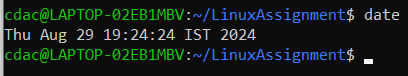 cdac@LAPTOP-02EB1MBV:~/LinuxAssignment$ date
Thu Aug 29 19:24:24 IST 2024
cdac@LAPTOP-02EB1MBV:~/LinuxAssignment$